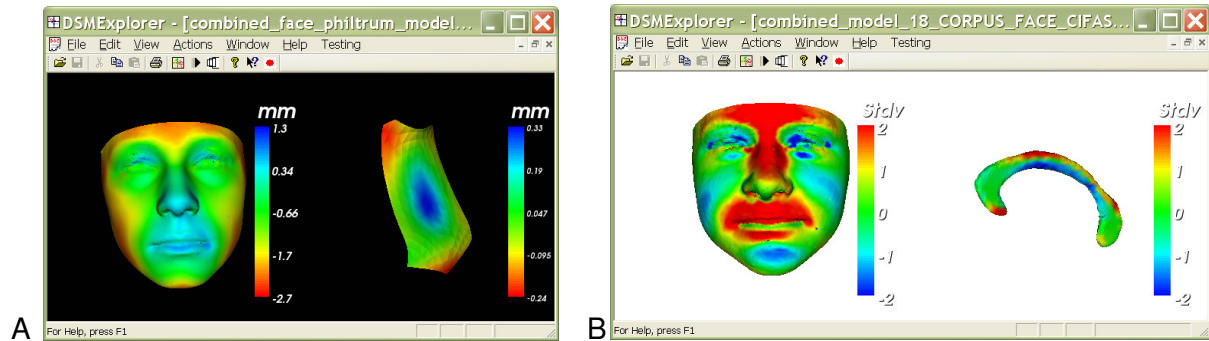 DSMExplorer - [combined_face_philtrum_model...
File Edit View Actions Window Help Testing
mm
1.3
0.34
-0.66
-1.7
-2.7
mm
0.33
0.19
0.047
-0.095
-0.24
For Help, press F1
A
DSMExplorer - [combined_model_18_CORPUS_FACE_CIFAS...
File Edit View Actions Window Help Testing
Stdv
2
1
0
-1
-2
Stdv
2
1
0
-1
-2
For Help, press F1
B